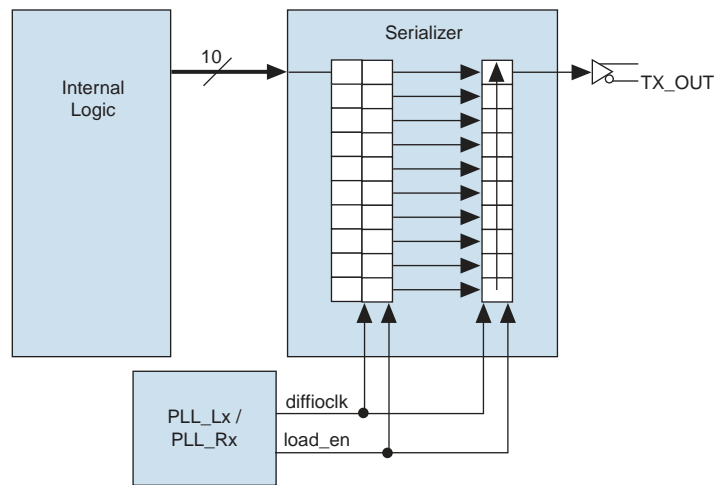 Serializer
10
Internal
Logic
TX_OUT
PLL_Lx /
PLL_Rx
diffioclk
load_en